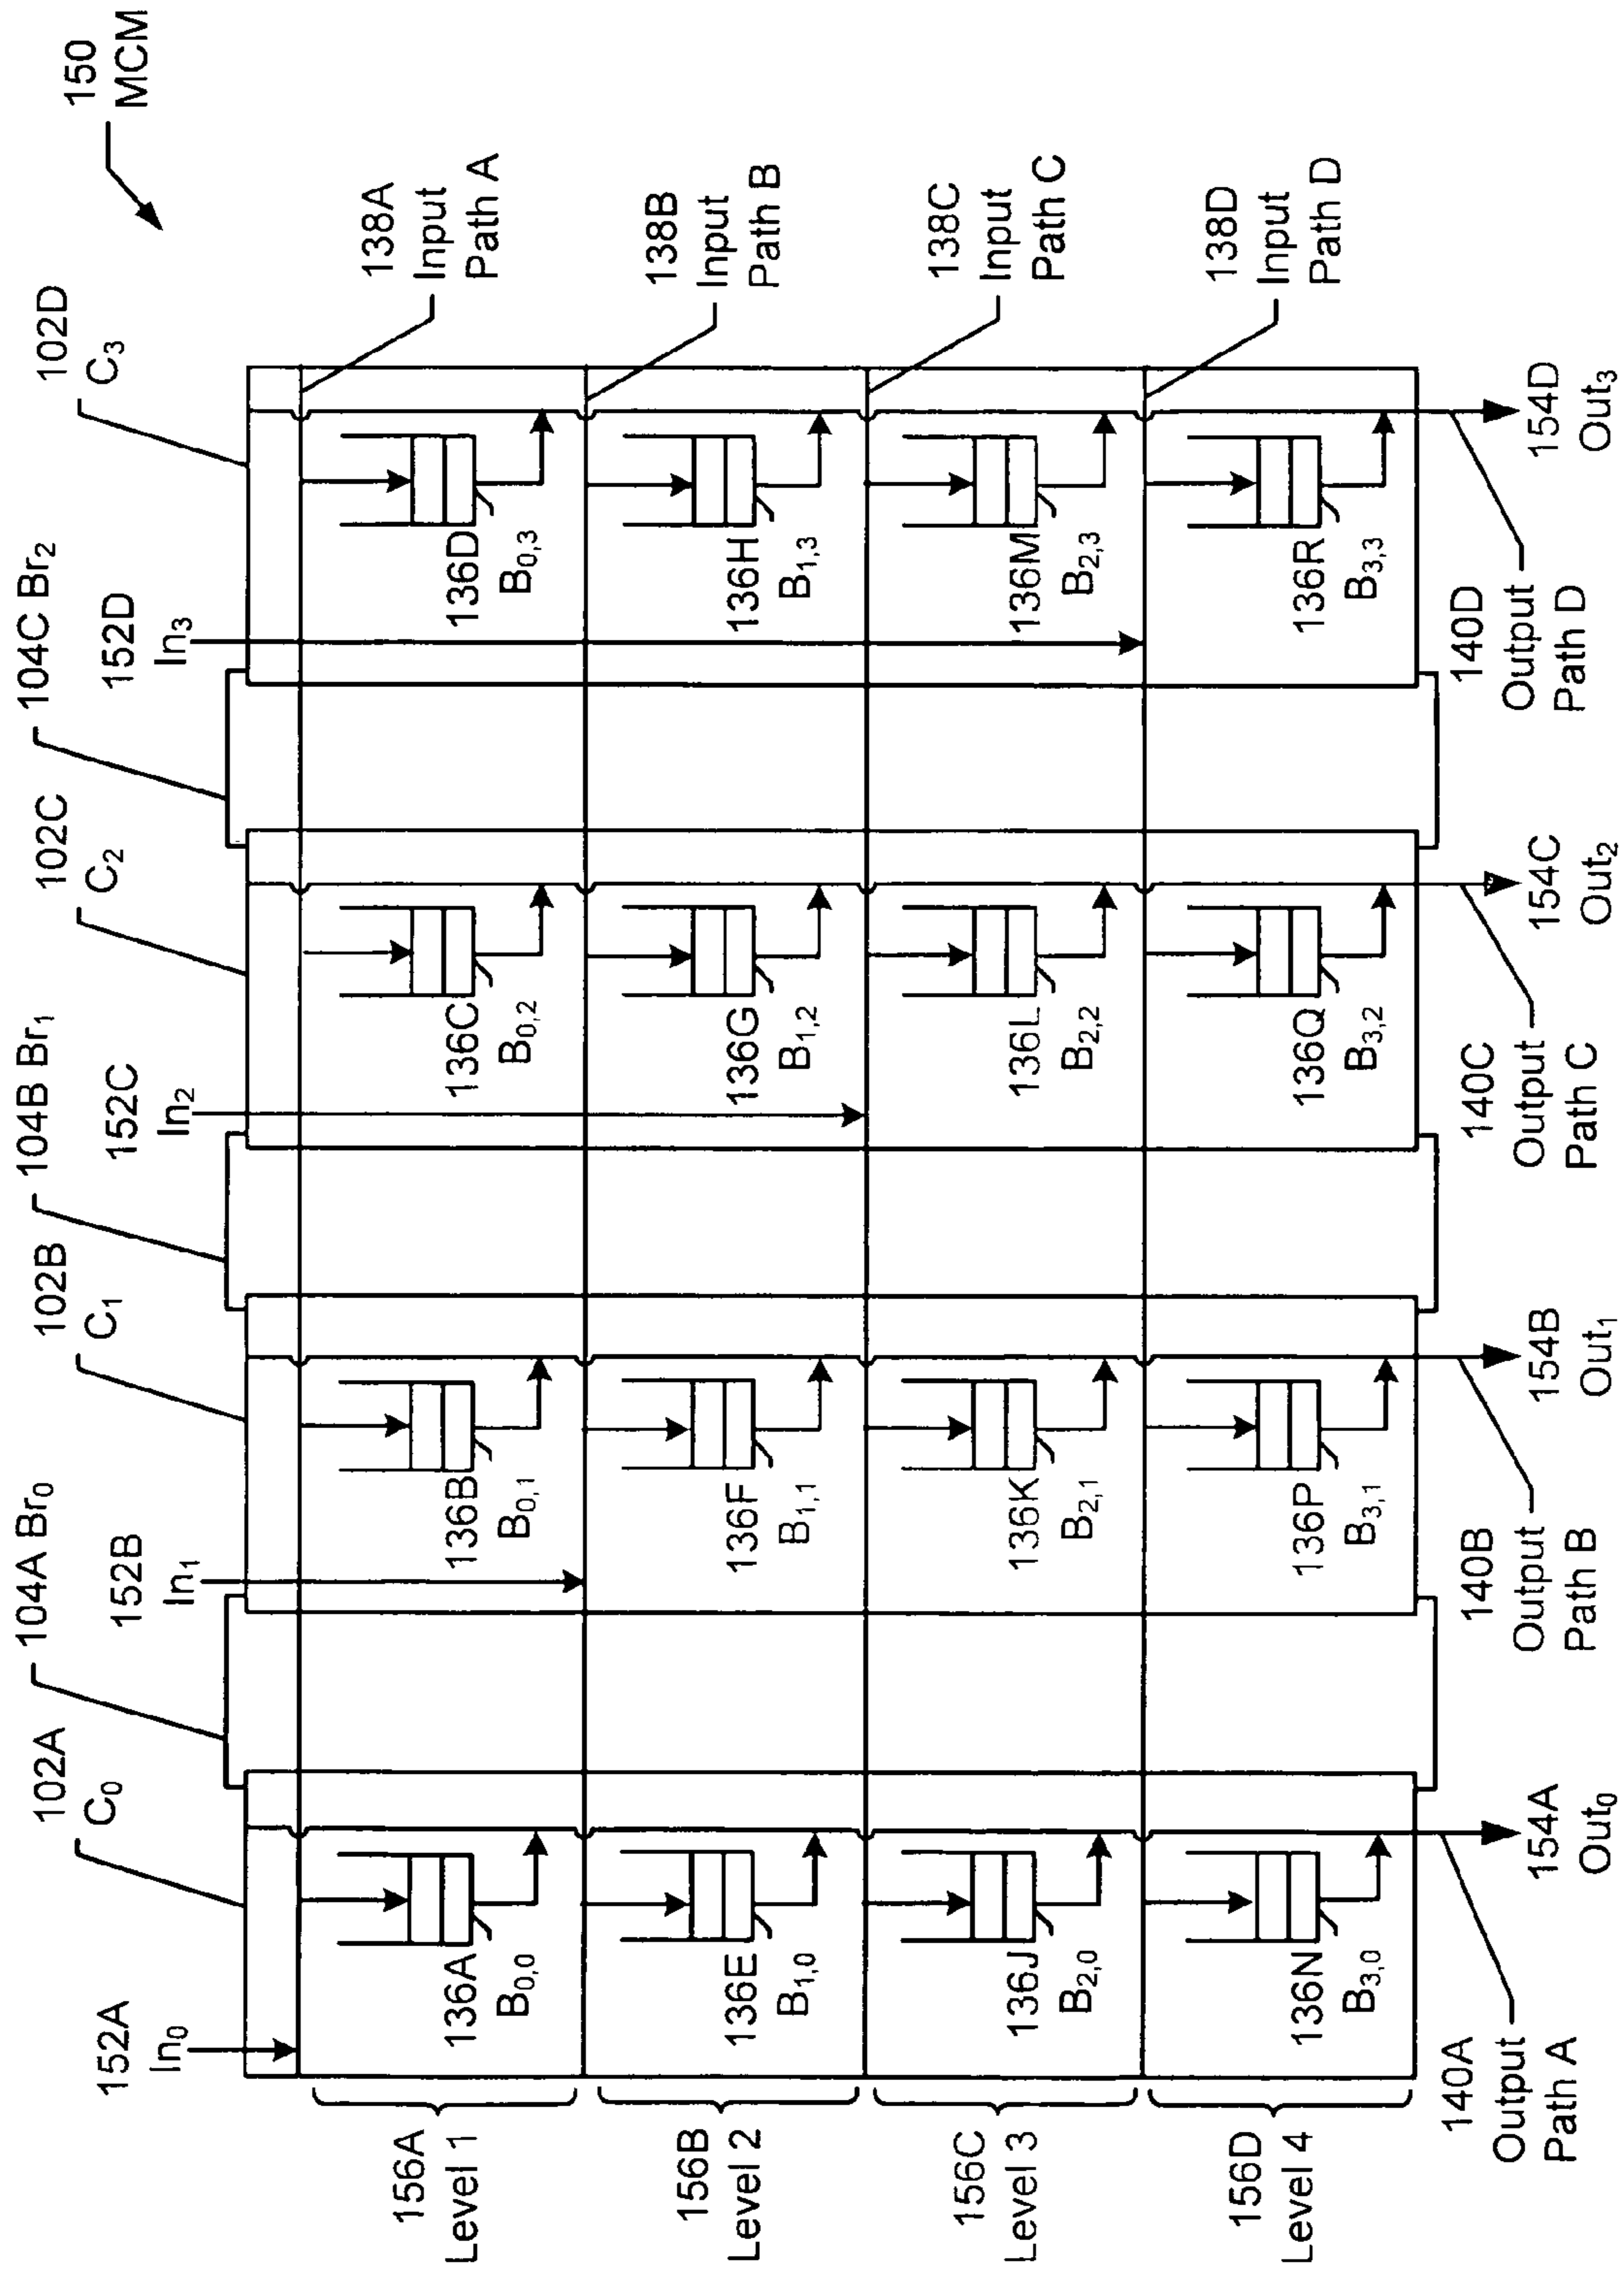 150
MCM
102A
C0
104A Br0
102B
C1
104B Br1
102C
C2
104C Br2
102D
C3
152A
In0
152B
In1
152C
In2
152D
In3
138A
Input
Path A
138B
Input
Path B
138C
Input
Path C
138D
Input
Path D
156A
Level 1
136A
B0,0
136B
B0,1
136C
B0,2
136D
B0,3
156B
Level 2
136E
B1,0
136F
B1,1
136G
B1,2
136H
B1,3
156C
Level 3
136J
B2,0
136K
B2,1
136L
B2,2
136M
B2,3
156D
Level 4
136N
B3,0
136P
B3,1
136Q
B3,2
136R
B3,3
140A
Output
Path A
154A
Out0
140B
Output
Path B
154B
Out1
140C
Output
Path C
154C
Out2
140D
Output
Path D
154D
Out3